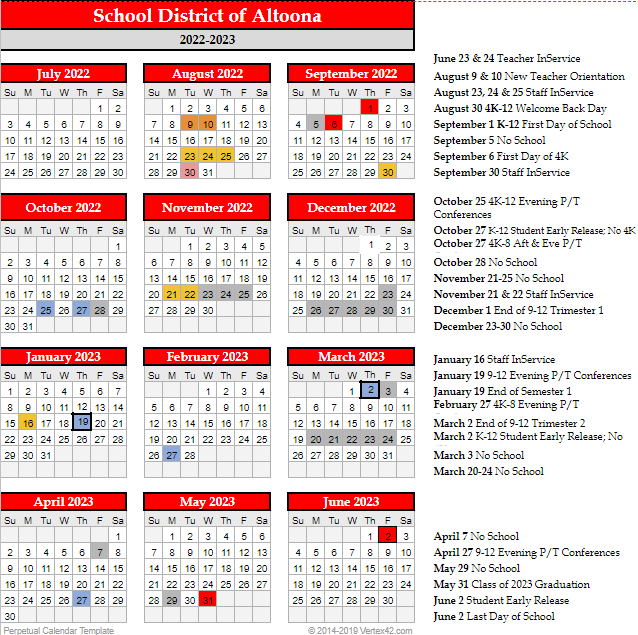 School District of Altoona
2022-2023
July 2022
Su M Tu W Th F Sa
1 2
3 4 5 6 7 8 9
10 11 12 13 14 15 16
17 18 19 20 21 22 23
24 25 26 27 28 29 30
August 2022
Su M Tu W Th F Sa
1 2 3 4 5 6
7 8 9 10 11 12 13
14 15 16 17 18 19 20
21 22 23 24 25 26 27
28 29 30 31
September 2022
Su M Tu W Th F Sa
1 2 3
4 5 6 7 8 9 10
11 12 13 14 15 16 17
18 19 20 21 22 23 24
25 26 27 28 29 30
June 23 & 24 Teacher InService
August 9 & 10 New Teacher Orientation
August 23, 24 & 25 Staff InService
August 30 4K-12 Welcome Back Day
September 1 K-12 First Day of School
September 5 No School
September 6 First Day of 4K
September 30 Staff InService
October 2022
Su M Tu W Th F Sa
1
2 3 4 5 6 7 8
9 10 11 12 13 14 15
16 17 18 19 20 21 22
23 24 25 26 27 28 29
30 31
November 2022
Su M Tu W Th F Sa
1 2 3 4 5
6 7 8 9 10 11 12
13 14 15 16 17 18 19
20 21 22 23 24 25 26
27 28 29 30
December 2022
Su M Tu W Th F Sa
1 2 3
4 5 6 7 8 9 10
11 12 13 14 15 16 17
18 19 20 21 22 23 24
25 26 27 28 29 30 31
October 25 4K-12 Evening P/T
Conferences
October 27 K-12 Student Early Release; No 4K
October 27 4K-8 Aft & Eve P/T
October 28 No School
November 21-25 No School
November 21 & 22 Staff InService
December 1 End of 9-12 Trimester 1
December 23-30 No School
January 2023
Su M Tu W Th F Sa
1 2 3 4 5 6 7
8 9 10 11 12 13 14
15 16 17 18 19 20 21
22 23 24 25 26 27 28
29 30 31
February 2023
Su M Tu W Th F Sa
1 2 3 4
5 6 7 8 9 10 11
12 13 14 15 16 17 18
19 20 21 22 23 24 25
26 27 28
March 2023
Su M Tu W Th F Sa
1 2 3 4
5 6 7 8 9 10 11
12 13 14 15 16 17 18
19 20 21 22 23 24 25
26 27 28 29 30 31
January 16 Staff InService
January 19 9-12 Evening P/T Conferences
January 19 End of Semester 1
February 27 4K-8 Evening P/T
March 2 End of 9-12 Trimester 2
March 2 K-12 Student Early Release; No
March 3 No School
March 20-24 No School
April 2023
Su M Tu W Th F Sa
1
2 3 4 5 6 7 8
9 10 11 12 13 14 15
16 17 18 19 20 21 22
23 24 25 26 27 28 29
30
May 2023
Su M Tu W Th F Sa
1 2 3 4 5 6
7 8 9 10 11 12 13
14 15 16 17 18 19 20
21 22 23 24 25 26 27
28 29 30 31
June 2023
Su M Tu W Th F Sa
1 2 3
4 5 6 7 8 9 10
11 12 13 14 15 16 17
18 19 20 21 22 23 24
25 26 27 28 29 30
April 7 No School
April 27 9-12 Evening P/T Conferences
May 29 No School
May 31 Class of 2023 Graduation
June 2 Student Early Release
June 2 Last Day of School
Perpetual Calendar Template
© 2014-2019 Vertex42.com